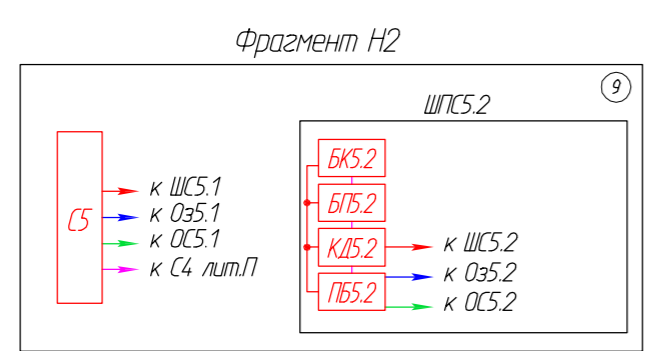 Фрагмент Н2
9
ШПС5.2
С5
к ШС5.1
к Оз5.1
к ОС5.1
к С4 лит.П
БК5.2
БП5.2
КД5.2
ПБ5.2
к ШС5.2
к Оз5.2
к ОС5.2